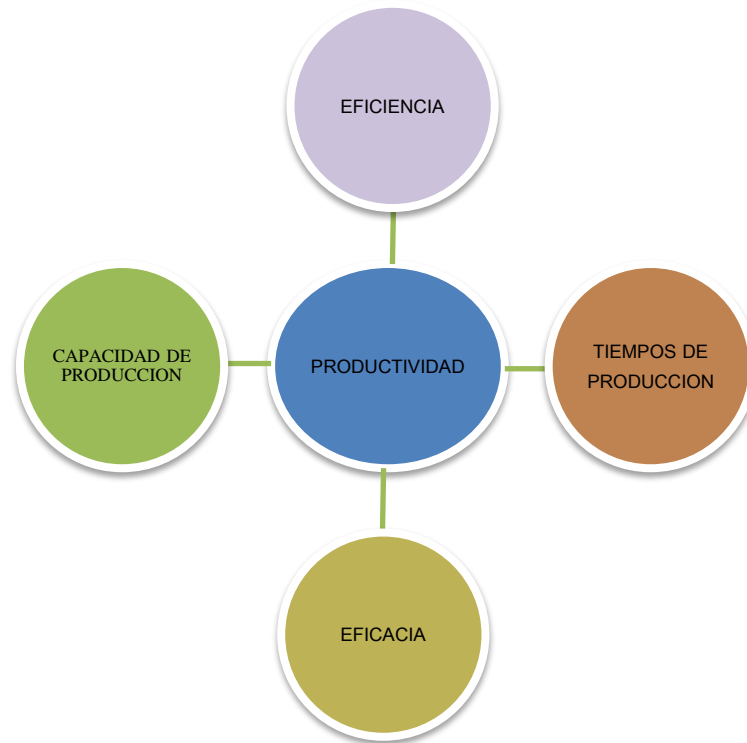 EFICIENCIA
CAPACIDAD DE
PRODUCCION
PRODUCTIVIDAD
TIEMPOS DE
PRODUCCION
EFICACIA